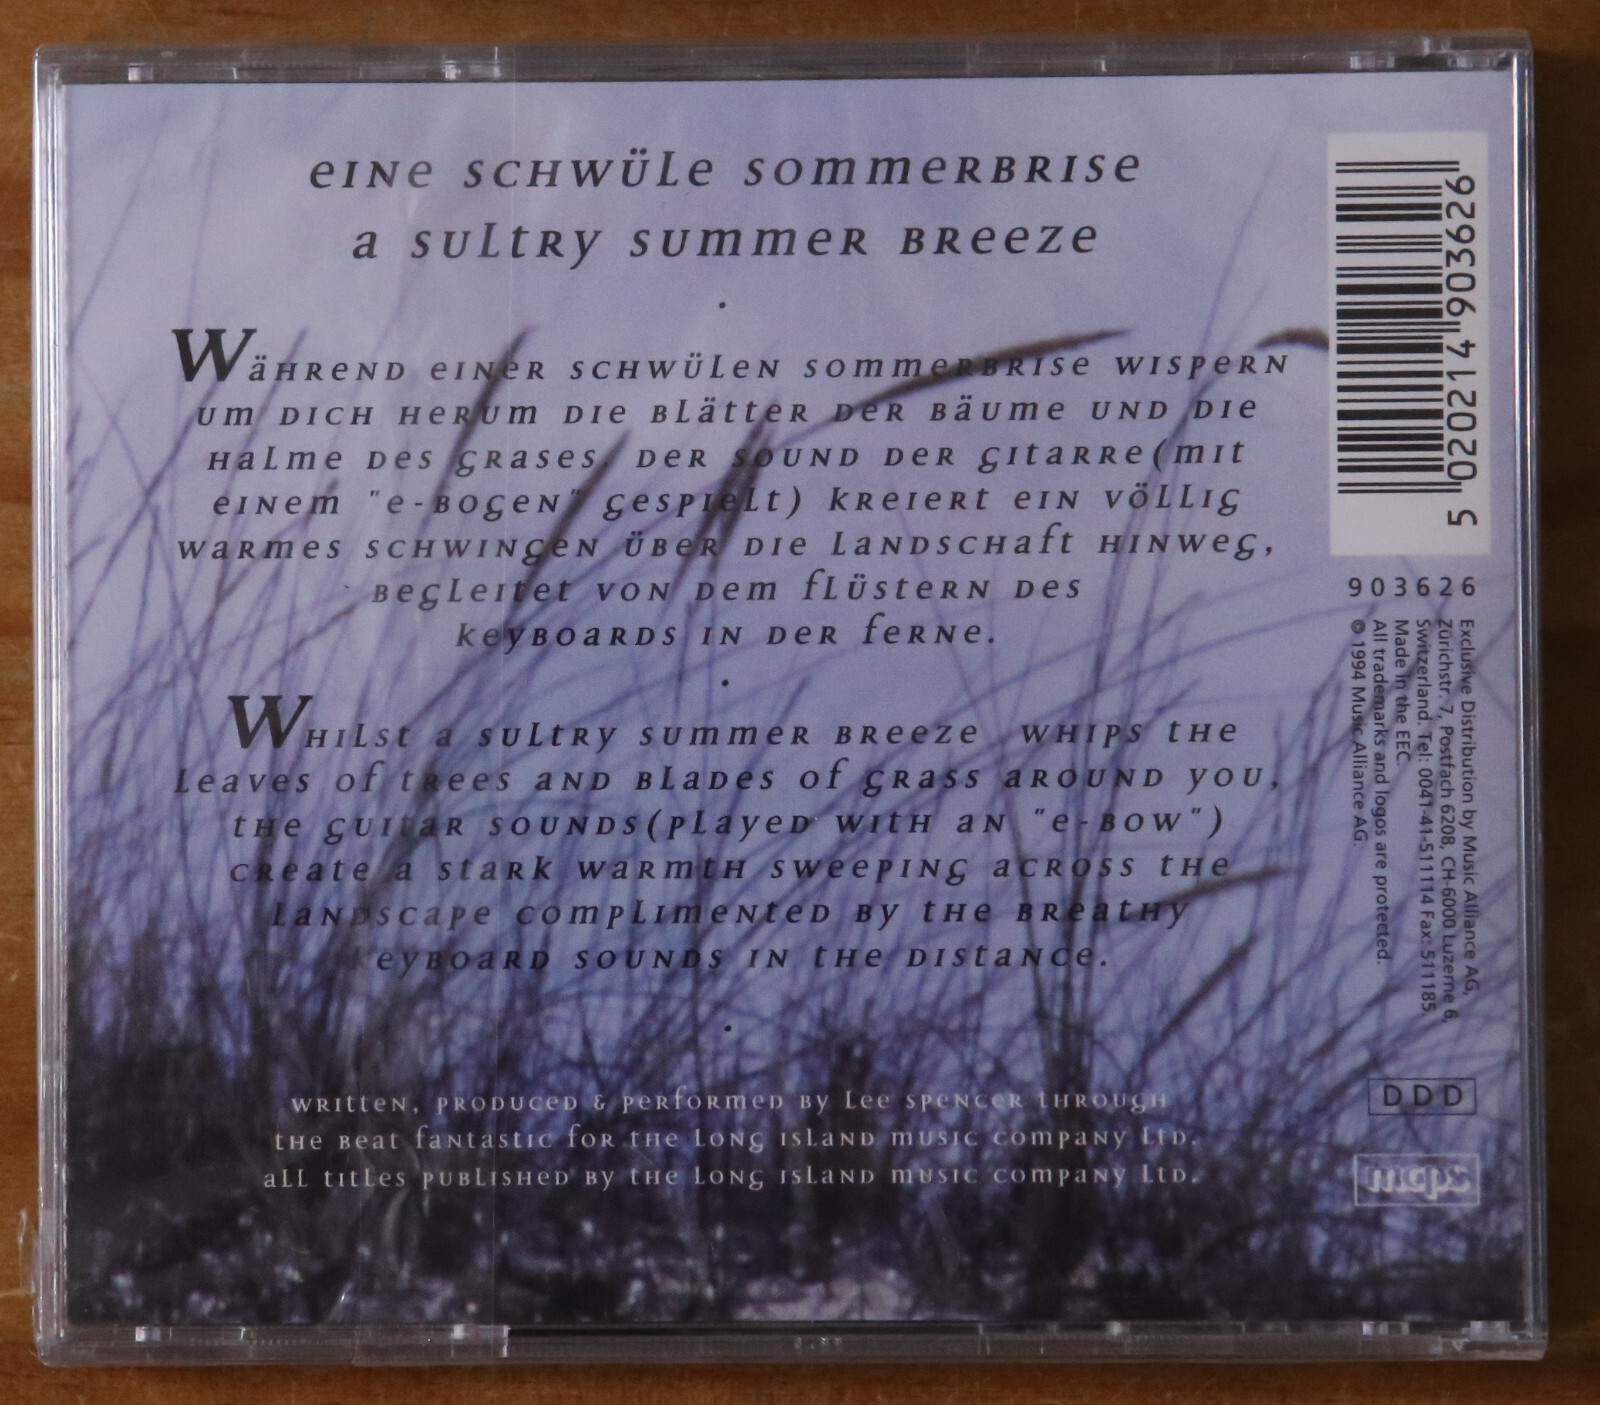 eine schwüle sommerbrise
a sultry summer breeze
Während einer schwülen sommerbrise wispern
um dich herum die blätter der bäume und die
halme des grases. der sound der gitarre(mit
einem "e-bogen" gespielt) kreiert ein völlig
warmes schwingen über die landschaft hinweg,
begleitet von dem flüstern des
keyboards in der ferne.
Whilst a sultry summer breeze whips the
leaves of trees and blades of grass around you,
the guitar sounds(played with an "e-bow")
create a stark warmth sweeping across the
landscape complimented by the breathy
keyboard sounds in the distance.
written, produced & performed by lee spencer through
the beat fantastic for the long island music company ltd.
all titles published by the long island music company ltd.
5 020214 903626
903626
Exclusive Distribution by Music Alliance AG,
Zürichstr. 7, Postfach 6208, CH-6000 Luzerne 6,
Switzerland. Tel: 0041-41-511114 Fax: 511185.
Made in the EEC.
All trademarks and logos are protected.
© 1994 Music Alliance AG.
DDD
mcps